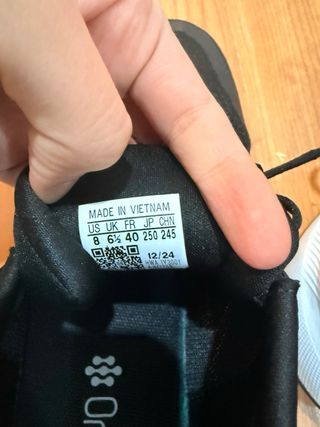 MADE IN VIETNAM
US UK FR JP CHN
8 6½ 40 250 245
12/24